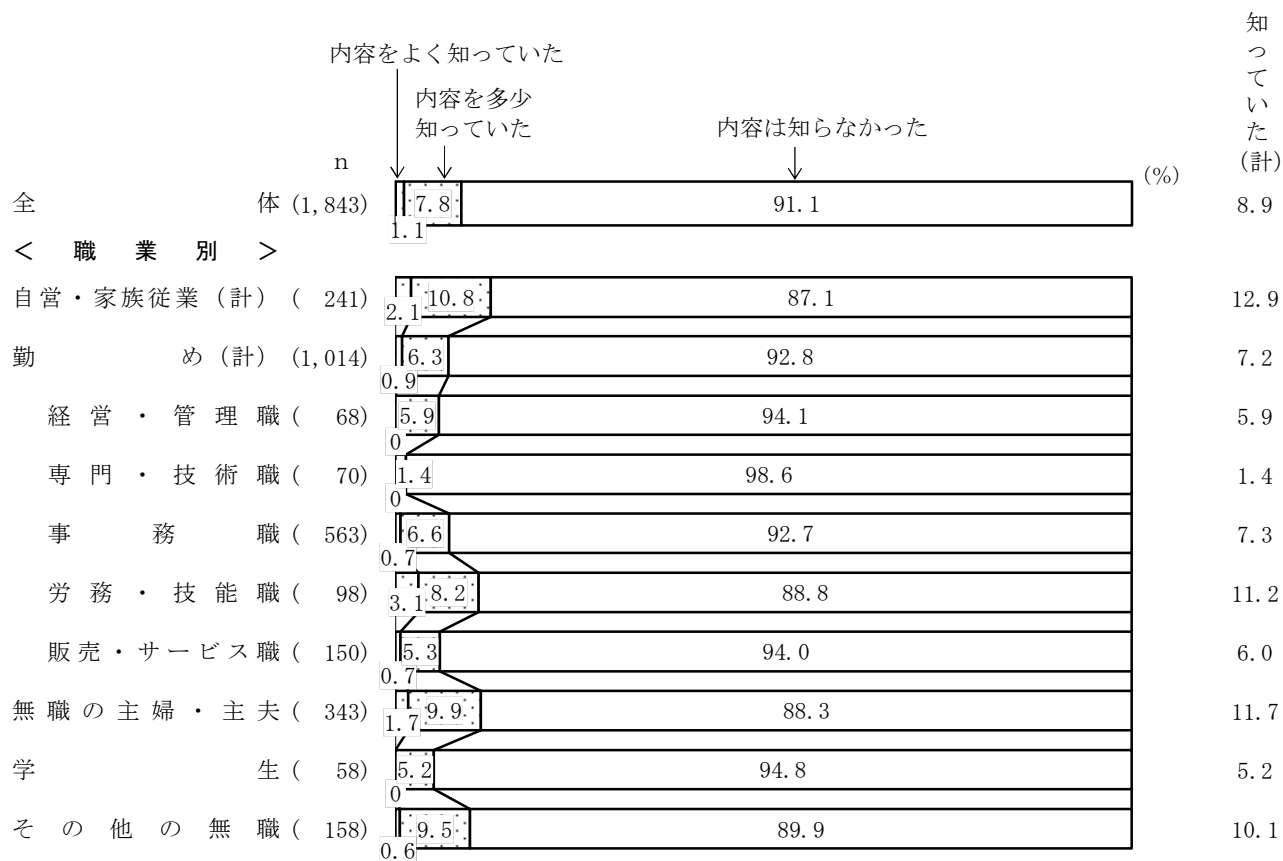 知っていた(計)
内容をよく知っていた
内容を多少
知っていた
内容は知らなかった
n
(%)
全体 (1,843) 1.1 7.8 91.1 8.9
＜職業別＞
自営・家族従業(計) ( 241) 2.1 10.8 87.1 12.9
勤め(計) (1,014) 0.9 6.3 92.8 7.2
経営・管理職 ( 68) 0 5.9 94.1 5.9
専門・技術職 ( 70) 0 1.4 98.6 1.4
事務職 ( 563) 0.7 6.6 92.7 7.3
労務・技能職 ( 98) 3.1 8.2 88.8 11.2
販売・サービス職 ( 150) 0.7 5.3 94.0 6.0
無職の主婦・主夫 ( 343) 1.7 9.9 88.3 11.7
学生 ( 58) 0 5.2 94.8 5.2
その他の無職 ( 158) 0.6 9.5 89.9 10.1